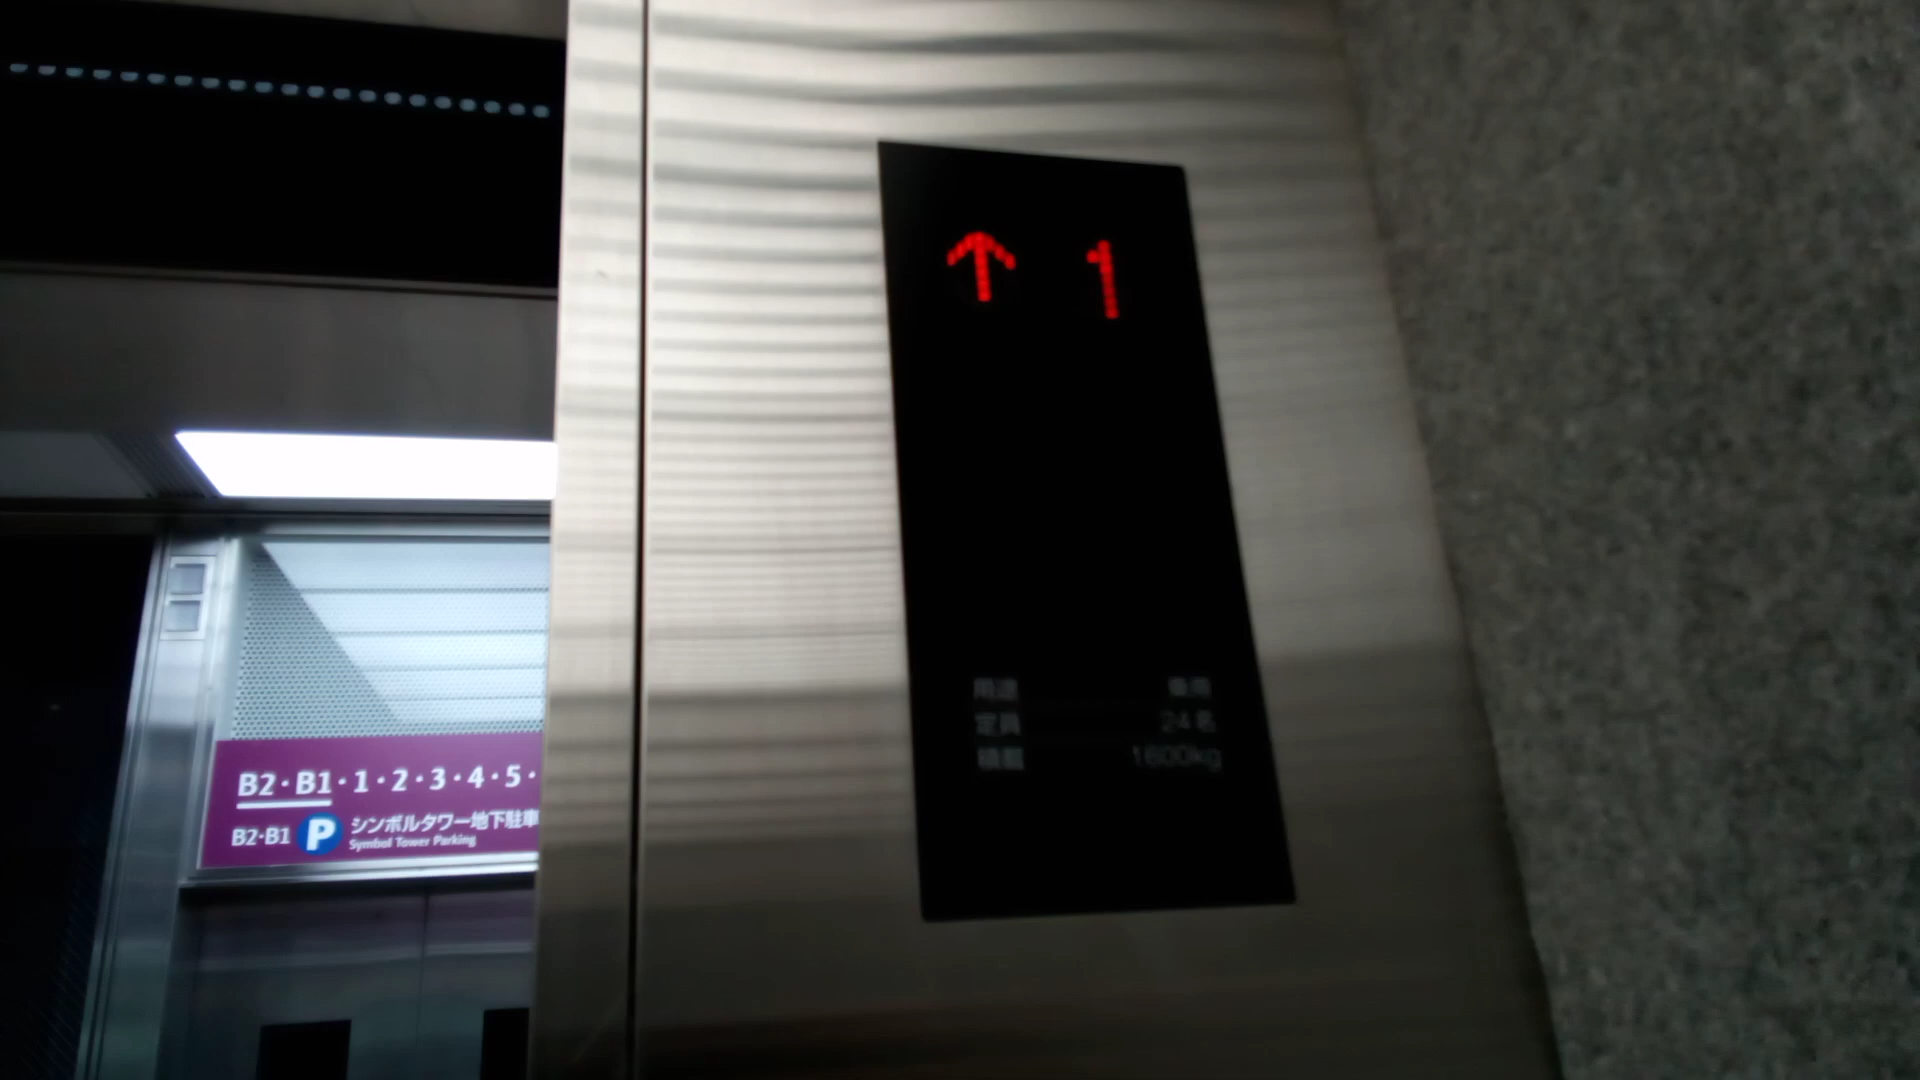 ↑ 1
用途 乗用
定員 24名
積載 1600kg
B2·B1·1·2·3·4·5·
B2·B1 P シンボルタワー地下駐車
Symbol Tower Parking